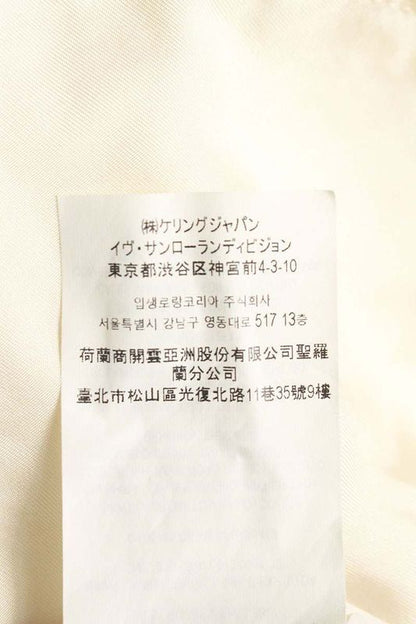 ㈱ケリングジャパン
イヴ・サンローランディビジョン
東京都渋谷区神宮前4-3-10
입생로랑코리아 주식회사
서울특별시 강남구 영동대로 517 13층
荷蘭商開雲亞洲股份有限公司聖羅
蘭分公司
臺北市松山區光復北路11巷35號9樓